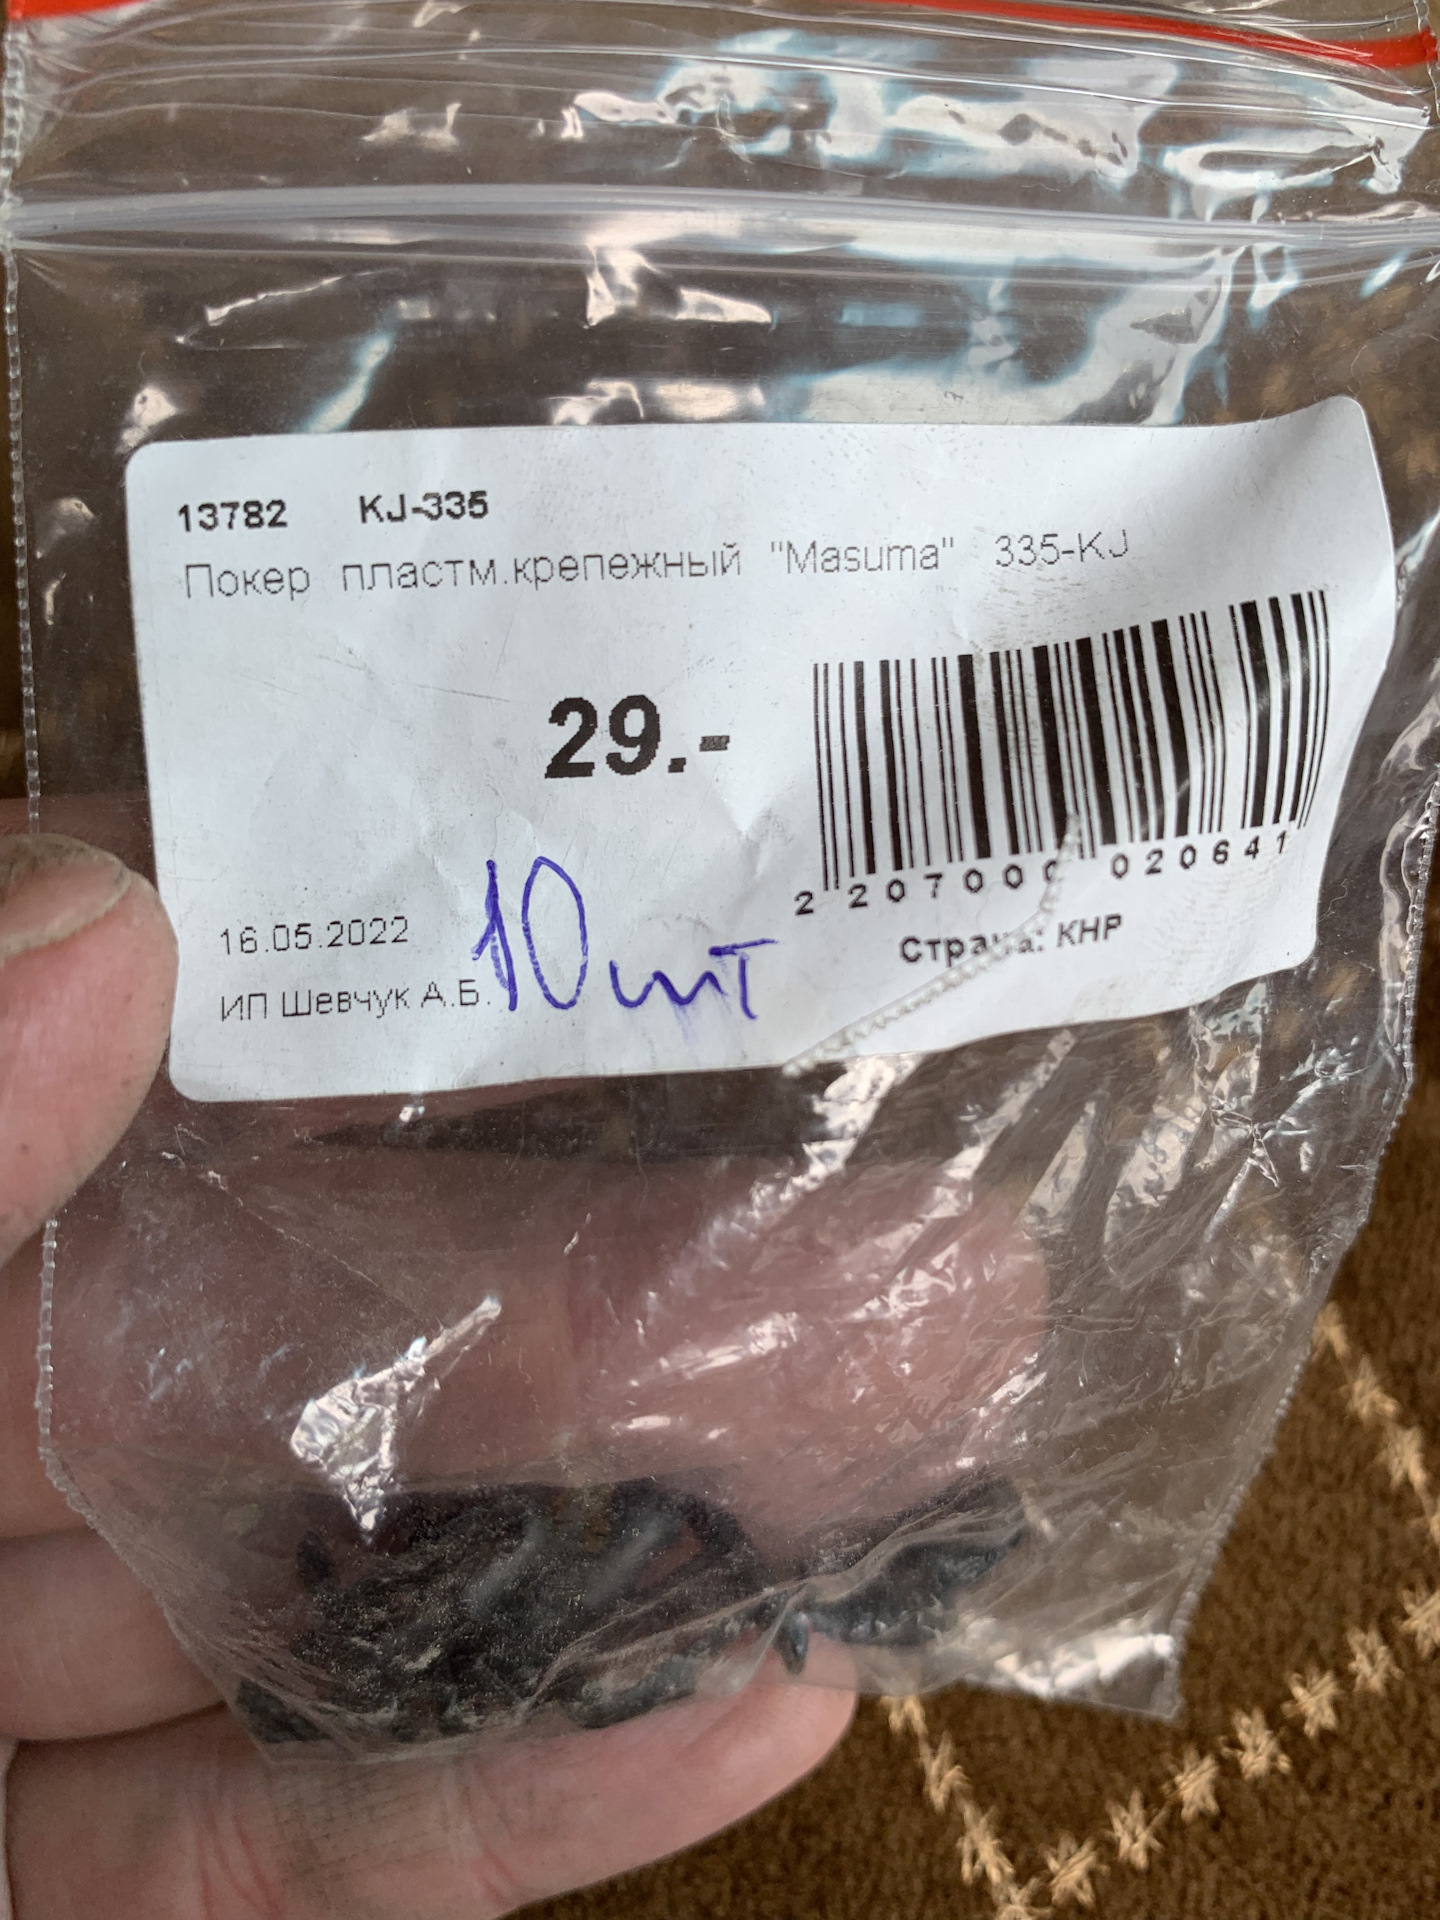 13782 KJ-335
Покер пластм.крепежный "Masuma" 335-KJ
29.-
2 207000 020641
Страна: КНР
16.05.2022
10 шт
ИП Шевчук А.Б.